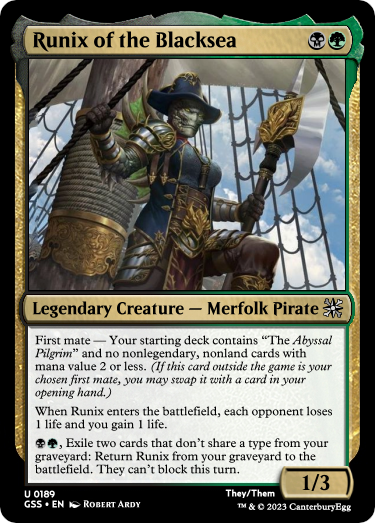 Runix of the Blacksea
Legendary Creature — Merfolk Pirate
First mate — Your starting deck contains “The Abyssal
Pilgrim” and no nonlegendary, nonland cards with
mana value 2 or less. (If this card outside the game is your
chosen first mate, you may swap it with a card in your
opening hand.)
When Runix enters the battlefield, each opponent loses
1 life and you gain 1 life.
, Exile two cards that don't share a type from your
graveyard: Return Runix from your graveyard to the
battlefield. They can't block this turn.
1/3
U 0189
They/Them
GSS • EN Robert Ardy
™ & © 2023 CanterburyEgg